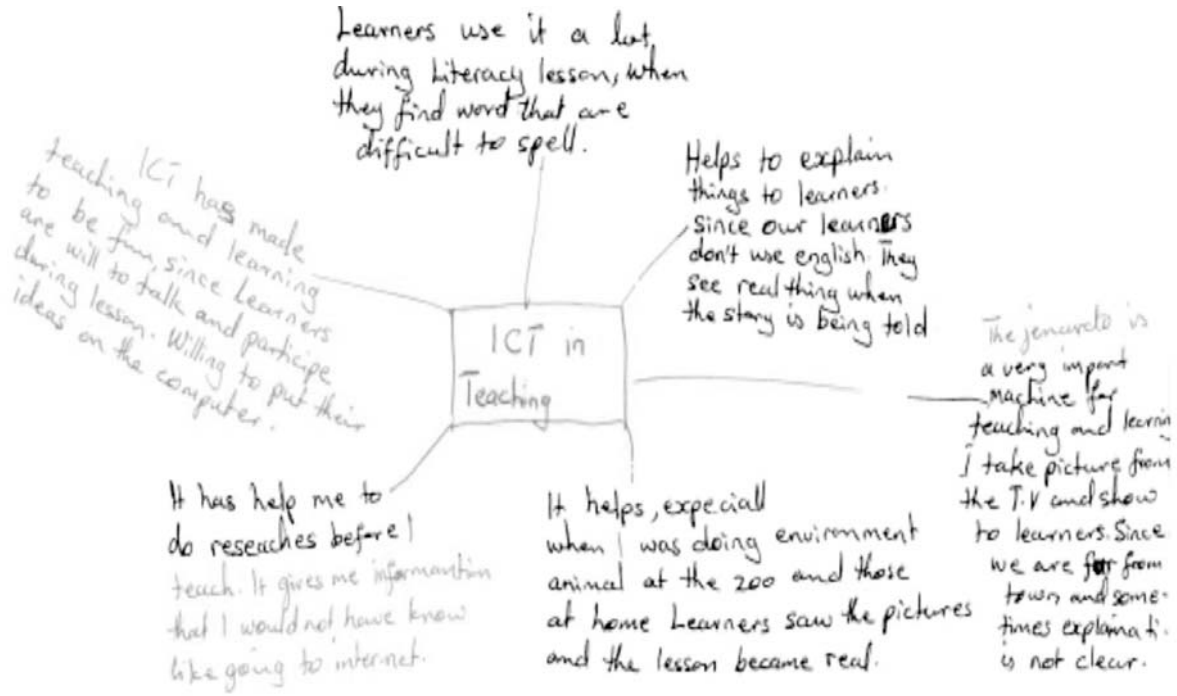 Learners use it a lot
during Literacy lesson, when
they find word that are
difficult to spell.
Helps to explain
things to learners.
Since our learners
don't use english. They
see real thing when
the story is being told
The
is
a very import
machine for
teaching and learnin
I take picture from
the T.V and show
to learners. Since
we are far from
town and some-
times explainati.
is not clear.
It helps, expeciall
when I was doing environment
animal at the zoo and those
at home Learners saw the pictures
and the lesson became real.
It has help me to
do reseaches before I
teach. It gives me informantion
that I would not have know
like going to internet.
ICT has made
teaching and learning
to be fun, since Learners
are will to talk and participe
during lesson. Willing to put their
ideas on the computer.
ICT in
Teaching